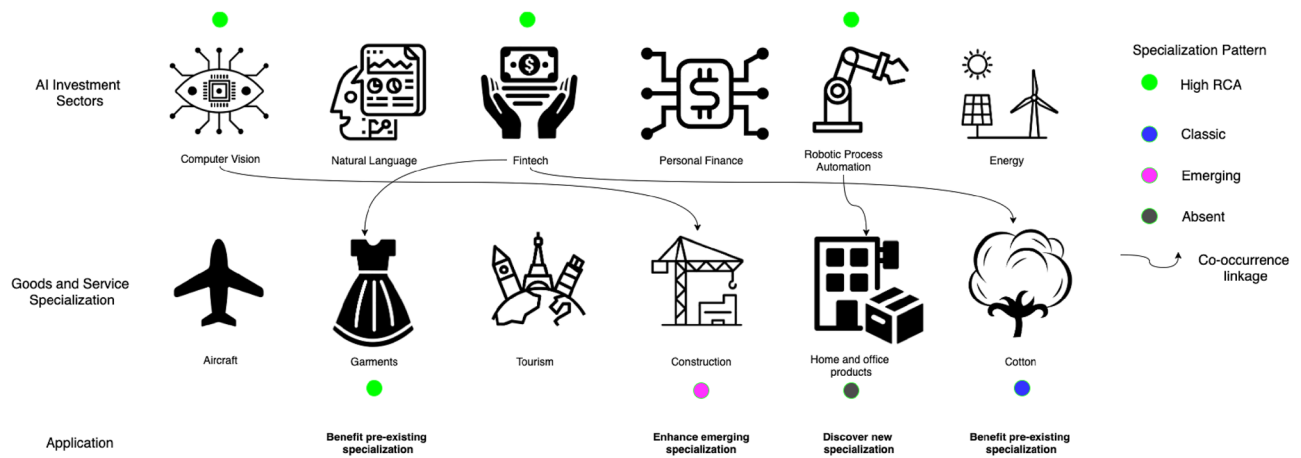 AI Investment
Sectors
Computer Vision
Natural Language
Fintech
Personal Finance
Robotic Process
Automation
Energy
Specialization Pattern
High RCA
Classic
Emerging
Absent
Co-occurrence
linkage
Goods and Service
Specialization
Aircraft
Garments
Tourism
Construction
Home and office
products
Cotton
Application
Benefit pre-existing
specialization
Enhance emerging
specialization
Discover new
specialization
Benefit pre-existing
specialization